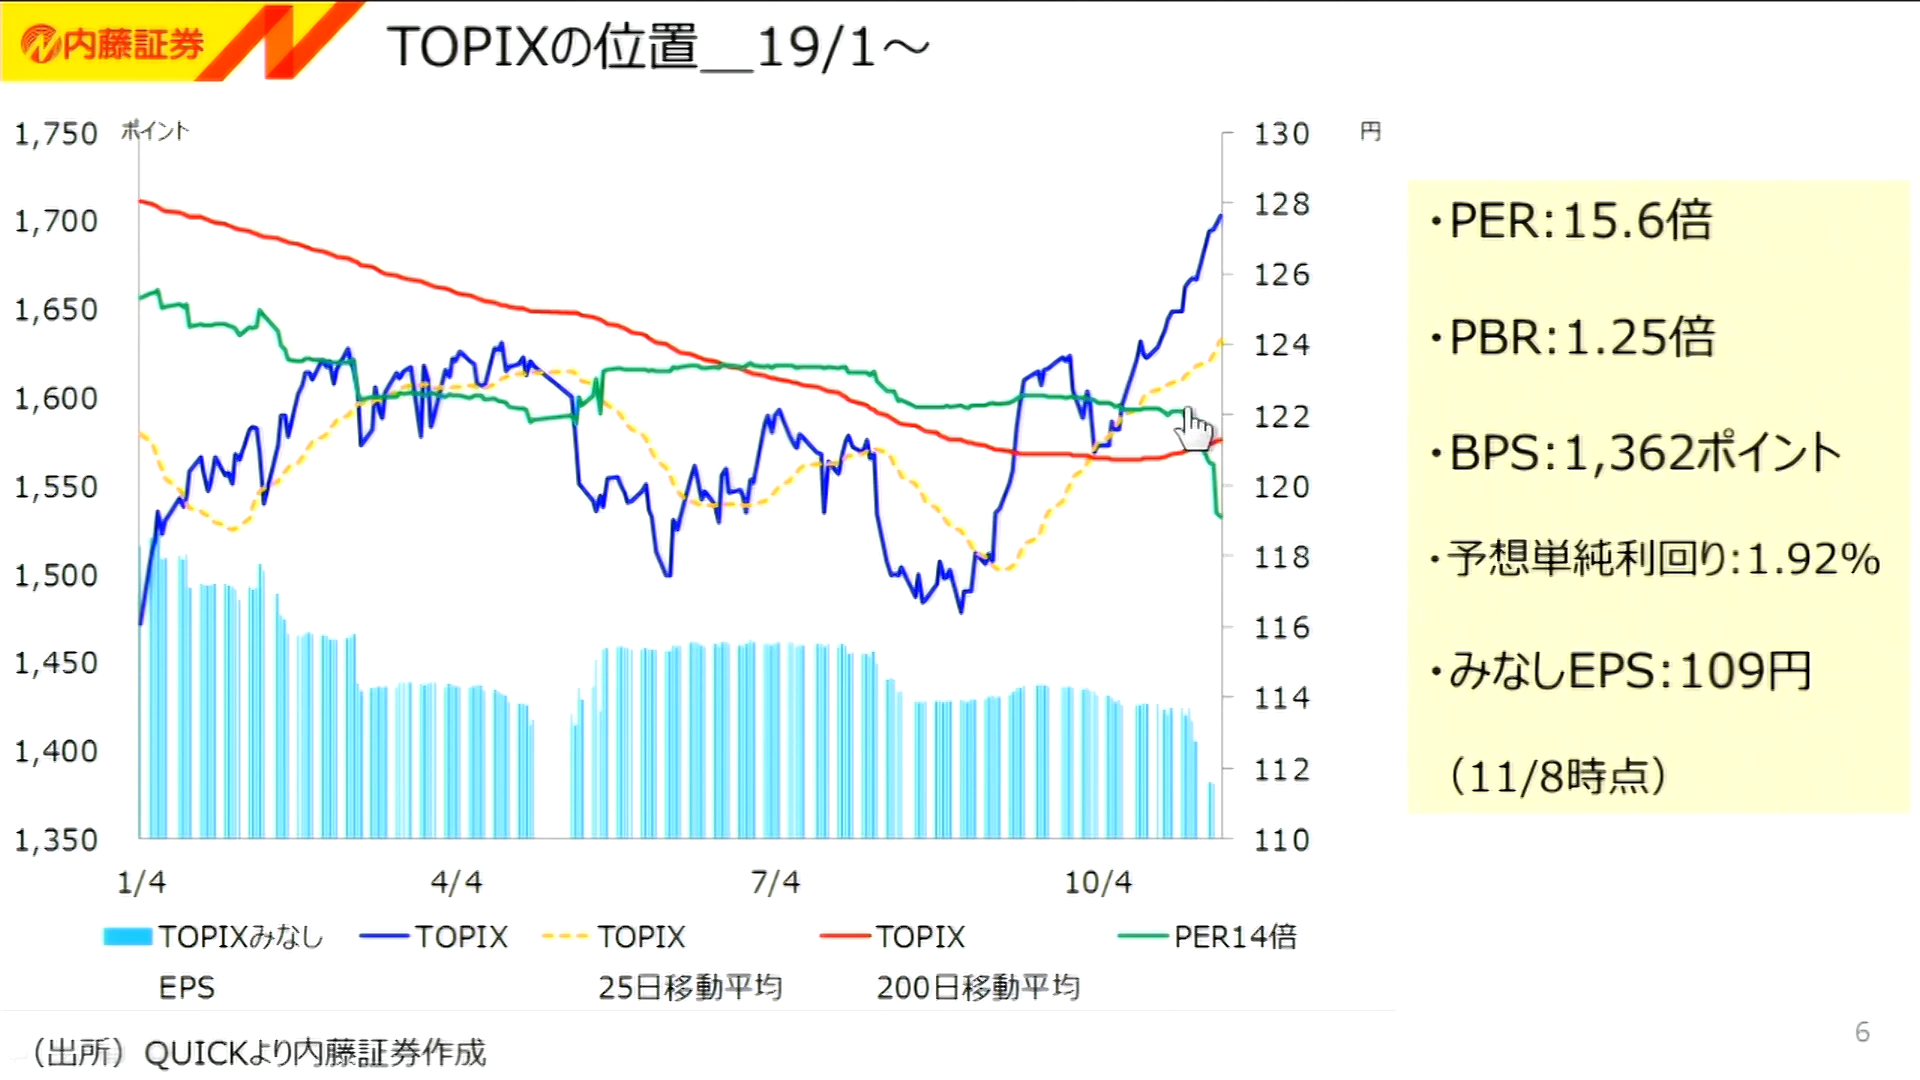 内藤証券
TOPIXの位置__19/1～
ポイント
円
1,750
1,700
1,650
1,600
1,550
1,500
1,450
1,400
1,350
130
128
126
124
122
120
118
116
114
112
110
1/4
4/4
7/4
10/4
TOPIXみなし
EPS
TOPIX
TOPIX
25日移動平均
TOPIX
200日移動平均
PER14倍
・PER:15.6倍
・PBR:1.25倍
・BPS:1,362ポイント
・予想単純利回り:1.92%
・みなしEPS:109円
（11/8時点）
（出所）QUICKより内藤証券作成
6